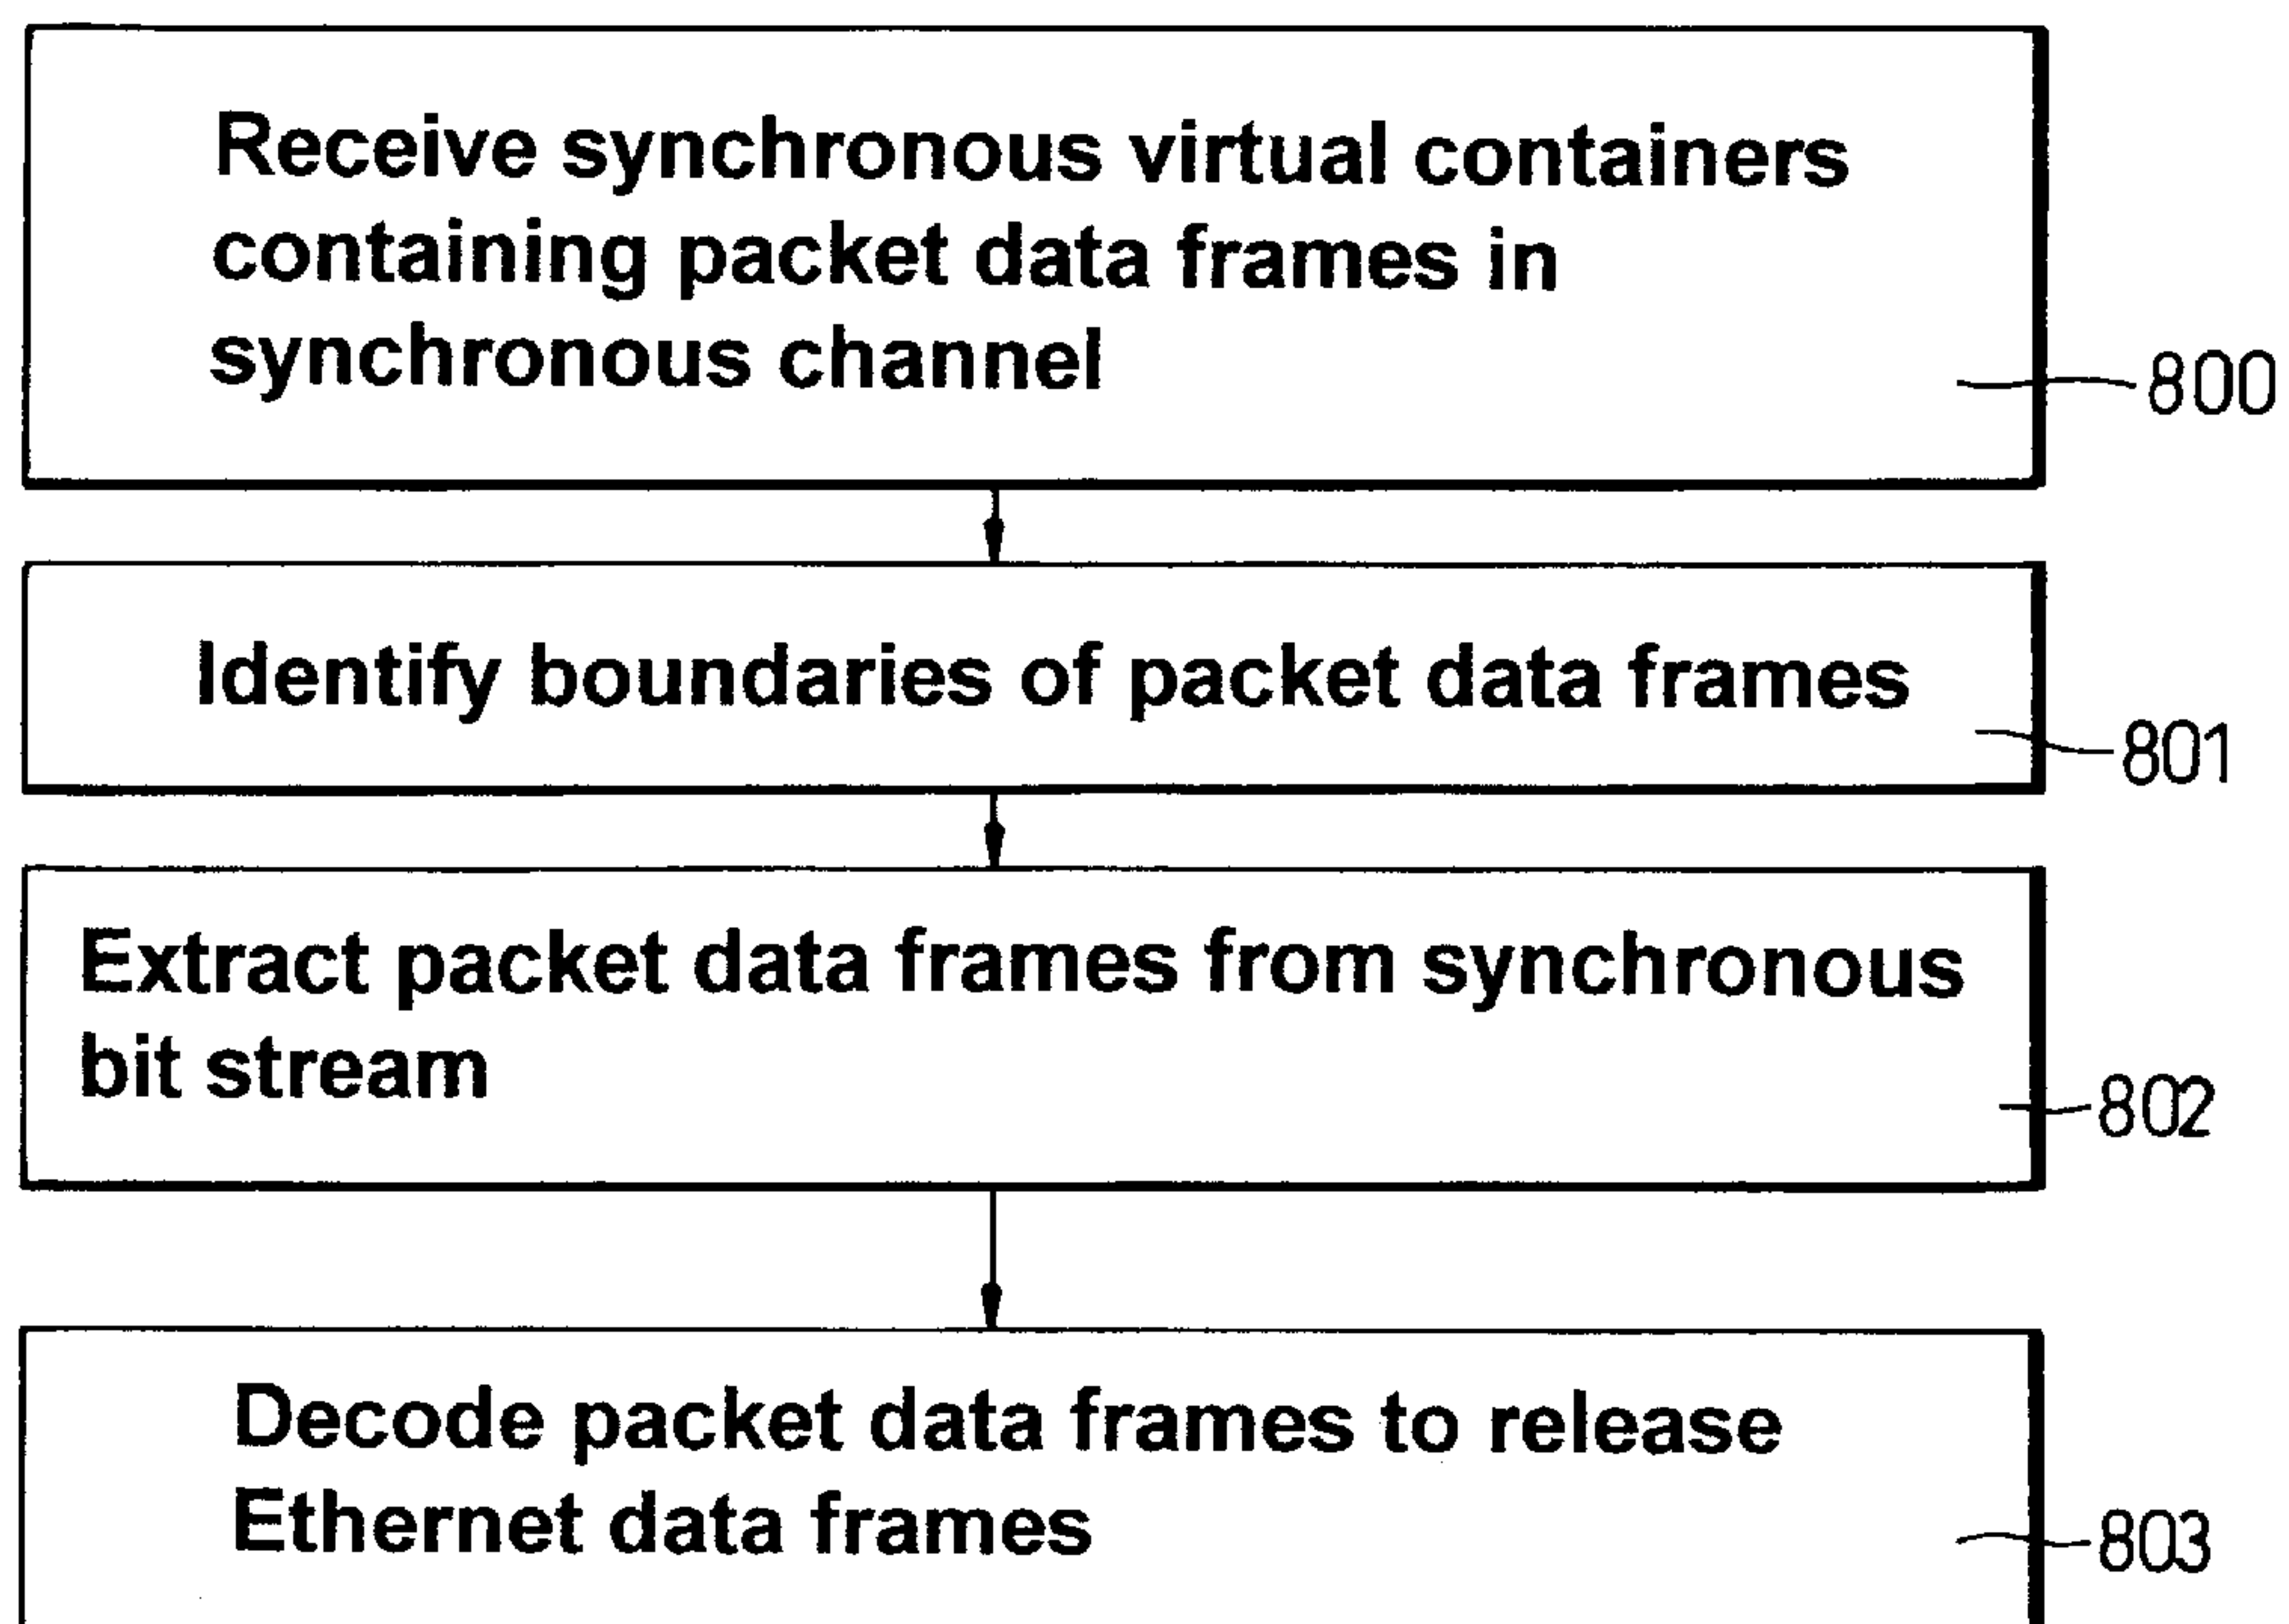 Receive synchronous virtual containers
containing packet data frames in
synchronous channel
800
Identify boundaries of packet data frames
801
Extract packet data frames from synchronous
bit stream
802
Decode packet data frames to release
Ethernet data frames
803